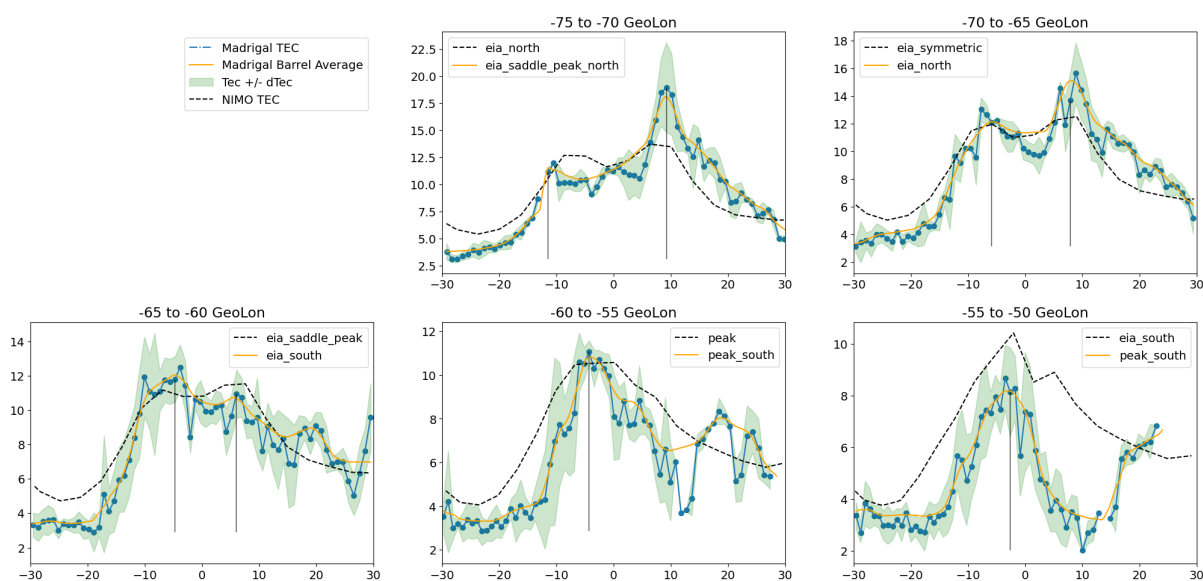 Madrigal TEC
Madrigal Barrel Average
Tec +/- dTec
NIMO TEC
-75 to -70 GeoLon
eia_north
eia_saddle_peak_north
22.5
20.0
17.5
15.0
12.5
10.0
7.5
5.0
2.5
−30 −20 −10 0 10 20 30
-70 to -65 GeoLon
eia_symmetric
eia_north
18
16
14
12
10
8
6
4
2
−30 −20 −10 0 10 20 30
-65 to -60 GeoLon
eia_saddle_peak
eia_south
14
12
10
8
6
4
2
−30 −20 −10 0 10 20 30
-60 to -55 GeoLon
peak
peak_south
12
10
8
6
4
2
−30 −20 −10 0 10 20 30
-55 to -50 GeoLon
eia_south
peak_south
10
8
6
4
2
−30 −20 −10 0 10 20 30